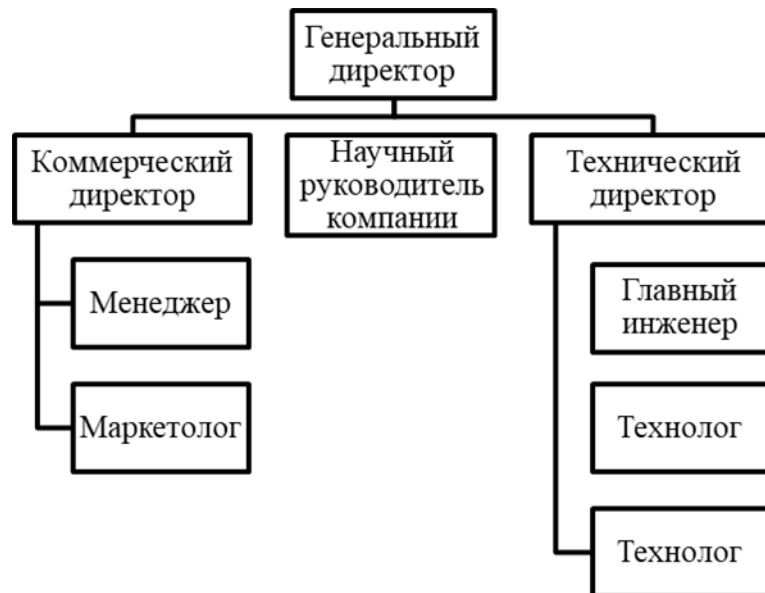 Генеральный
директор
Коммерческий
директор
Научный
руководитель
компании
Технический
директор
Менеджер
Маркетолог
Главный
инженер
Технолог
Технолог